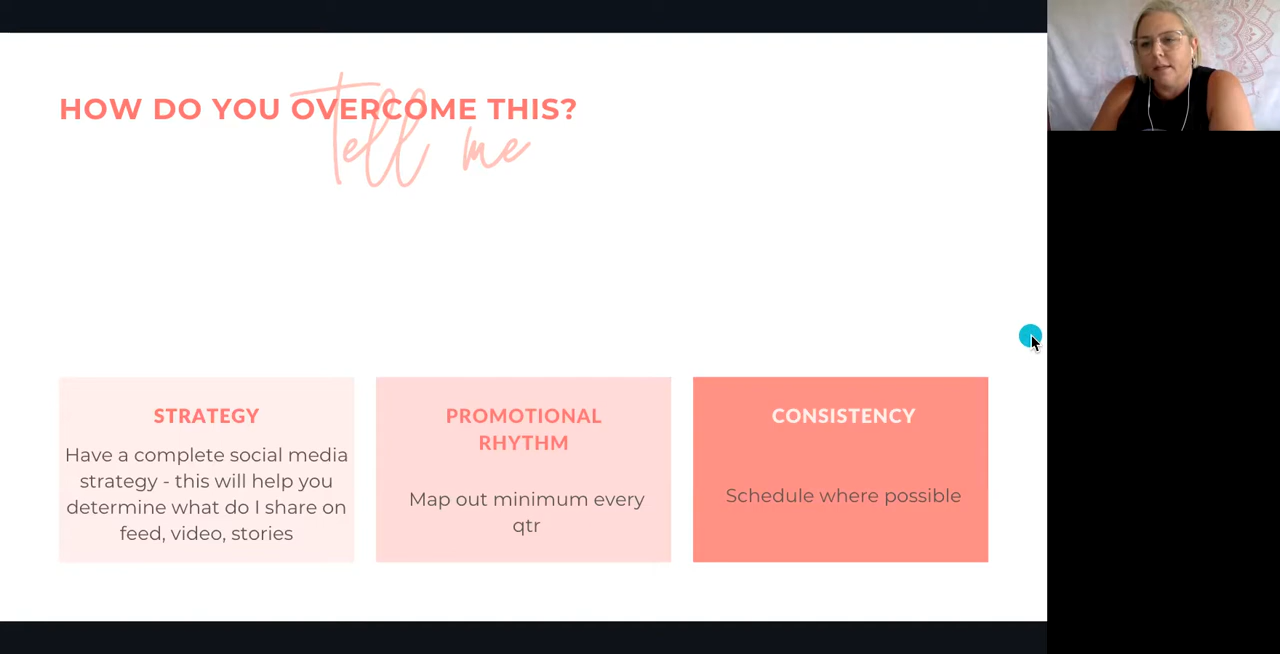 HOW DO YOU OVERCOME THIS?
Tell me
STRATEGY
Have a complete social media
strategy - this will help you
determine what do I share on
feed, video, stories
PROMOTIONAL
RHYTHM
Map out minimum every
qtr
CONSISTENCY
Schedule where possible